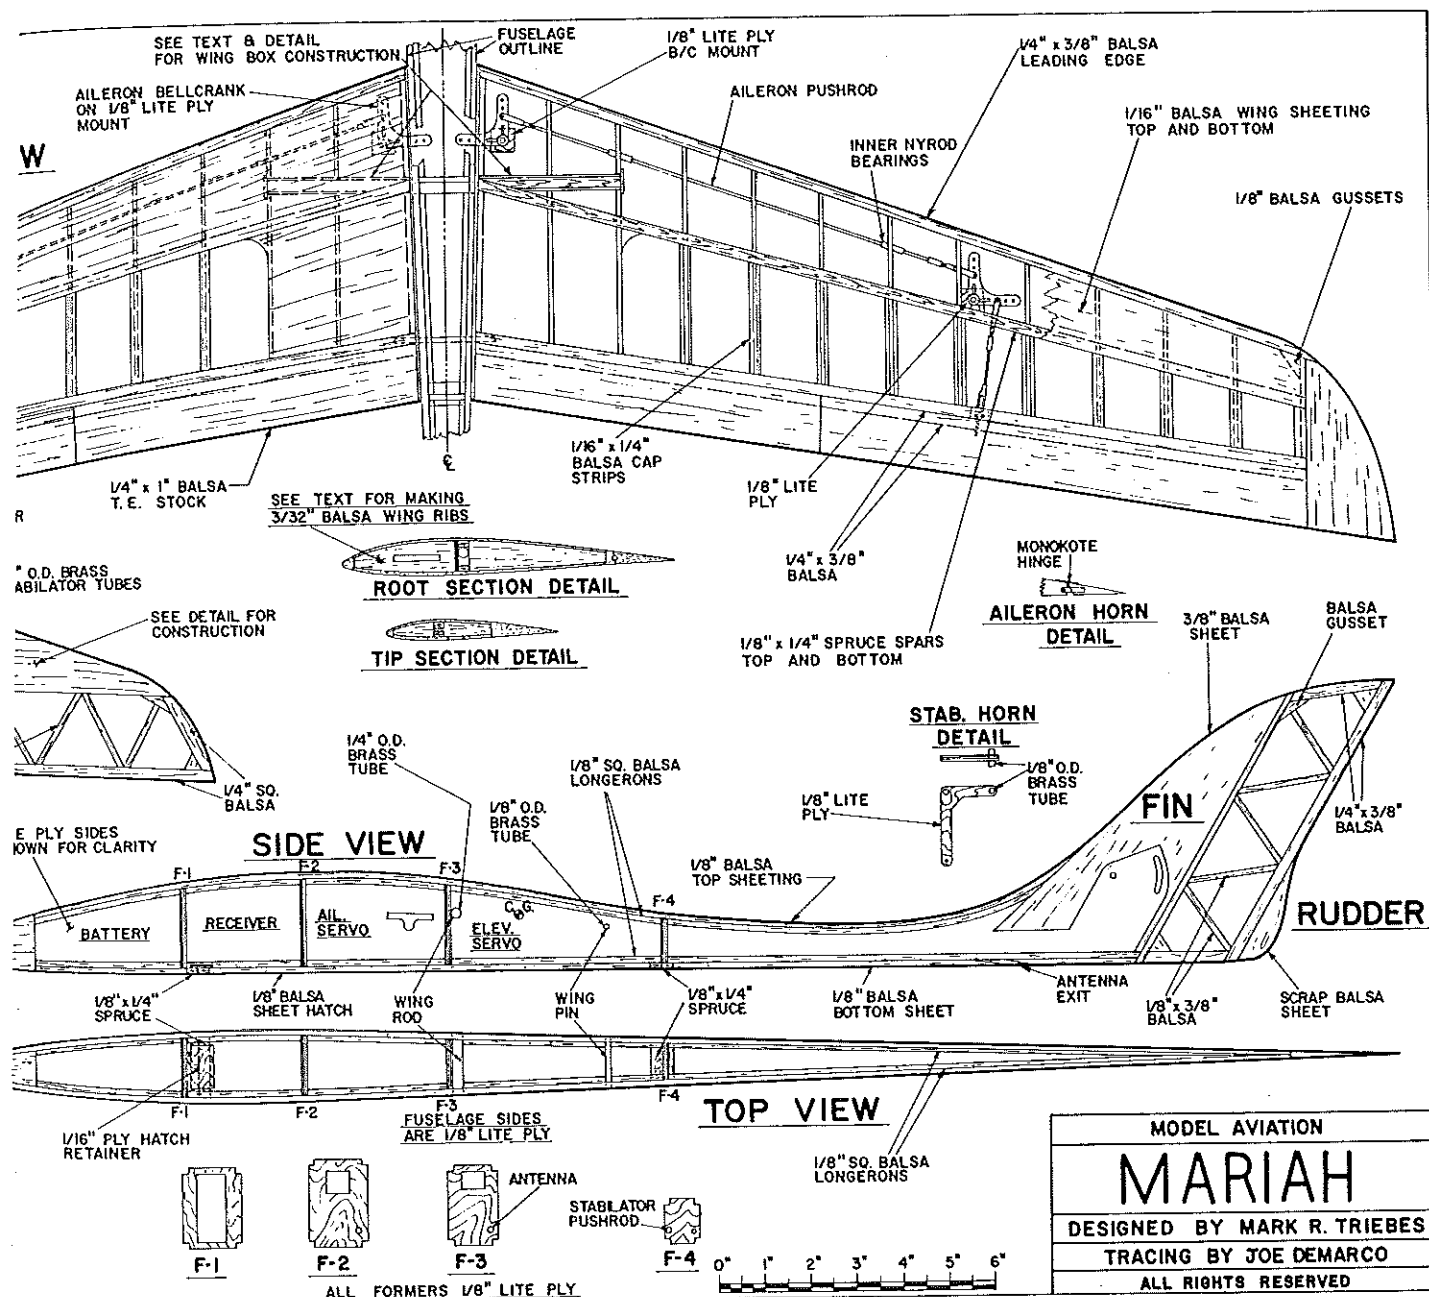 SEE TEXT & DETAIL
FOR WING BOX CONSTRUCTION
FUSELAGE
OUTLINE
1/8" LITE PLY
B/C MOUNT
1/4" x 3/8" BALSA
LEADING EDGE
AILERON BELLCRANK
ON 1/8" LITE PLY
MOUNT
AILERON PUSHROD
1/16" BALSA WING SHEETING
TOP AND BOTTOM
W
INNER NYROD
BEARINGS
1/8" BALSA GUSSETS
℄
1/4" x 1" BALSA
T.E. STOCK
1/16" x 1/4"
BALSA CAP
STRIPS
1/8" LITE
PLY
R
SEE TEXT FOR MAKING
3/32" BALSA WING RIBS
1/4" x 3/8"
BALSA
MONOKOTE
HINGE
" O.D. BRASS
ABILATOR TUBES
ROOT SECTION DETAIL
AILERON HORN
DETAIL
SEE DETAIL FOR
CONSTRUCTION
3/8" BALSA
SHEET
BALSA
GUSSET
TIP SECTION DETAIL
1/8" x 1/4" SPRUCE SPARS
TOP AND BOTTOM
STAB. HORN
DETAIL
1/4" O.D.
BRASS
TUBE
1/8" SQ. BALSA
LONGERONS
1/4" SQ.
BALSA
1/8" O.D.
BRASS
TUBE
1/8" LITE
PLY
1/8" O.D.
BRASS
TUBE
FIN
1/4" x 3/8"
BALSA
E PLY SIDES
OWN FOR CLARITY
SIDE VIEW
1/8" BALSA
TOP SHEETING
F-1
F-2
F-3
F-4
BATTERY
RECEIVER
AIL.
SERVO
C.G.
ELEV.
SERVO
RUDDER
1/8" x 1/4"
SPRUCE
1/8" BALSA
SHEET HATCH
WING
ROD
WING
PIN
1/8" x 1/4"
SPRUCE
1/8" BALSA
BOTTOM SHEET
ANTENNA
EXIT
1/8" x 3/8"
BALSA
SCRAP BALSA
SHEET
F-1
F-2
F-3
F-4
TOP VIEW
FUSELAGE SIDES
ARE 1/8" LITE PLY
1/16" PLY HATCH
RETAINER
1/8" SQ. BALSA
LONGERONS
ANTENNA
STABILATOR
PUSHROD
F-1
F-2
F-3
F-4
ALL FORMERS 1/8" LITE PLY
0" 1" 2" 3" 4" 5" 6"
MODEL AVIATION
MARIAH
DESIGNED BY MARK R. TRIEBES
TRACING BY JOE DEMARCO
ALL RIGHTS RESERVED